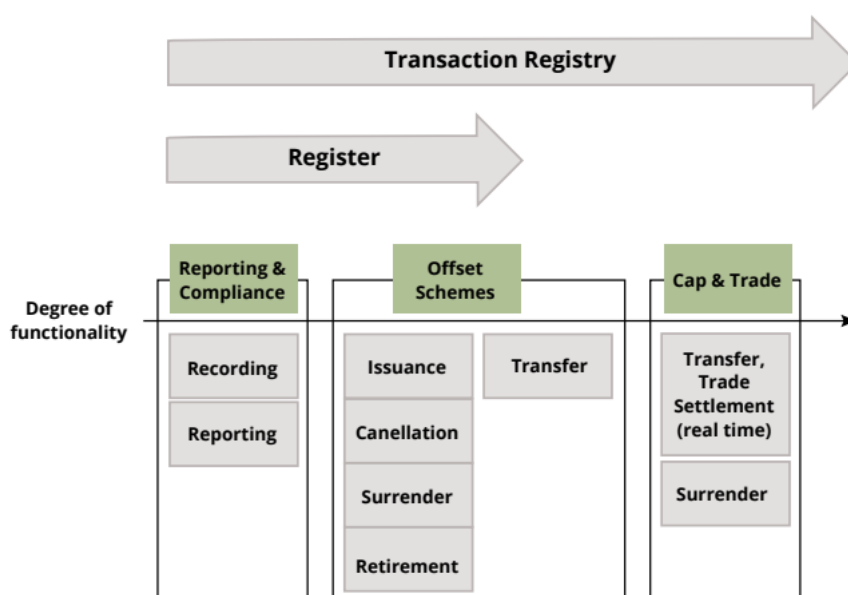 Transaction Registry
Register
Reporting &
Compliance
Offset
Schemes
Cap & Trade
Degree of
functionality
Recording
Reporting
Issuance
Canellation
Surrender
Retirement
Transfer
Transfer,
Trade
Settlement
(real time)
Surrender